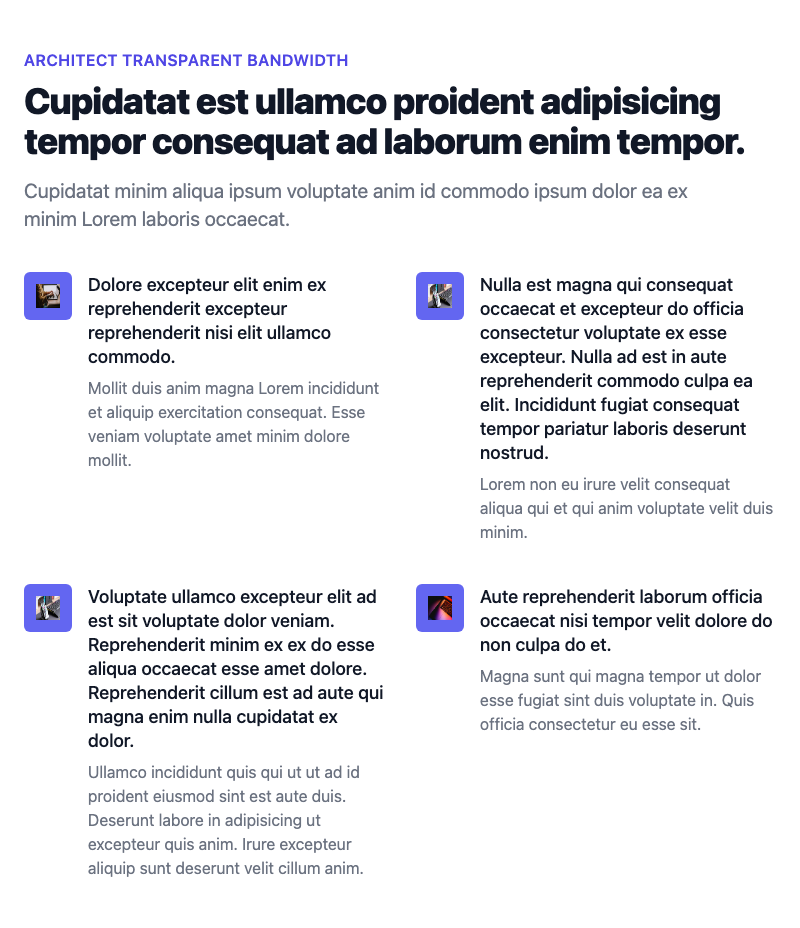 ARCHITECT TRANSPARENT BANDWIDTH
Cupidatat est ullamco proident adipisicing
tempor consequat ad laborum enim tempor.
Cupidatat minim aliqua ipsum voluptate anim id commodo ipsum dolor ea ex
minim Lorem laboris occaecat.
Dolore excepteur elit enim ex
reprehenderit excepteur
reprehenderit nisi elit ullamco
commodo.
Mollit duis anim magna Lorem incididunt
et aliquip exercitation consequat. Esse
veniam voluptate amet minim dolore
mollit.
Nulla est magna qui consequat
occaecat et excepteur do officia
consectetur voluptate ex esse
excepteur. Nulla ad est in aute
reprehenderit commodo culpa ea
elit. Incididunt fugiat consequat
tempor pariatur laboris deserunt
nostrud.
Lorem non eu irure velit consequat
aliqua qui et qui anim voluptate velit duis
minim.
Voluptate ullamco excepteur elit ad
est sit voluptate dolor veniam.
Reprehenderit minim ex ex do esse
aliqua occaecat esse amet dolore.
Reprehenderit cillum est ad aute qui
magna enim nulla cupidatat ex
dolor.
Ullamco incididunt quis qui ut ut ad id
proident eiusmod sint est aute duis.
Deserunt labore in adipisicing ut
excepteur quis anim. Irure excepteur
aliquip sunt deserunt velit cillum anim.
Aute reprehenderit laborum officia
occaecat nisi tempor velit dolore do
non culpa do et.
Magna sunt qui magna tempor ut dolor
esse fugiat sint duis voluptate in. Quis
officia consectetur eu esse sit.